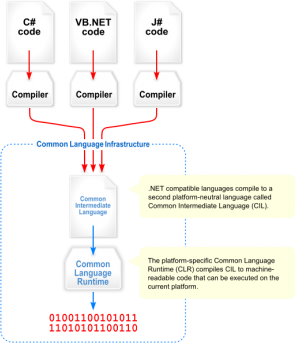 C# code
VB.NET code
J# code
Compiler
Compiler
Compiler
Common Language Infrastructure
Common
Intermediate
Language
.NET compatible languages compile to a
second platform-neutral language called
Common Intermediate Language (CIL).
Common
Language
Runtime
The platform-specific Common Language
Runtime (CLR) compiles CIL to machine-
readable code that can be executed on the
current platform.
01001100101011
11010101100110